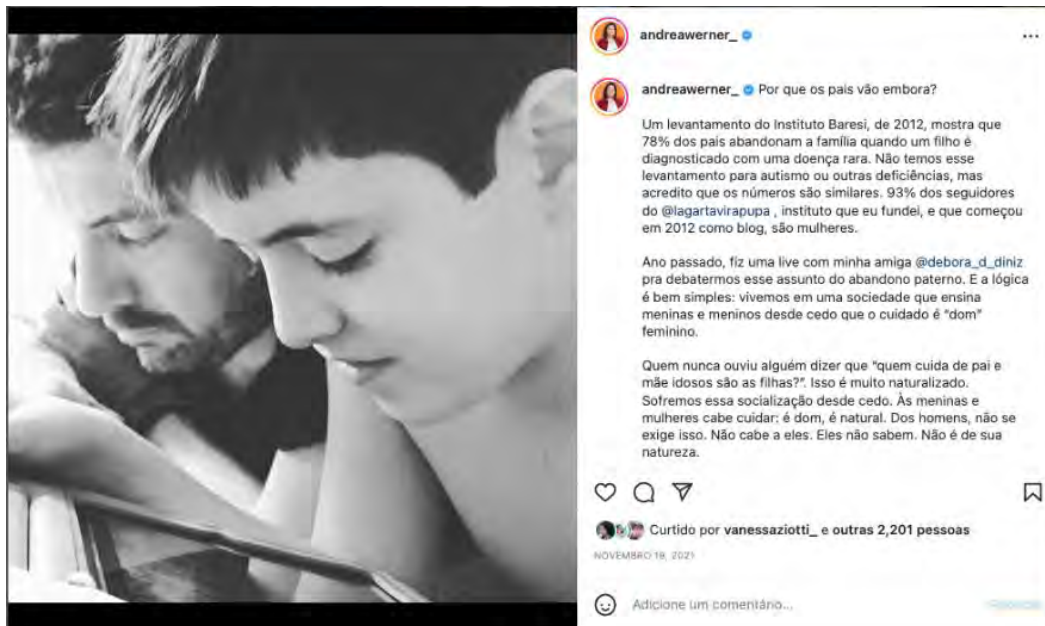 andreawerner_
andreawerner_ Por que os pais vão embora?
Um levantamento do Instituto Baresi, de 2012, mostra que
78% dos pais abandonam a família quando um filho é
diagnosticado com uma doença rara. Não temos esse
levantamento para autismo ou outras deficiências, mas
acredito que os números são similares. 93% dos seguidores
do @lagartavirapupa , instituto que eu fundei, e que começou
em 2012 como blog, são mulheres.
Ano passado, fiz uma live com minha amiga @debora_d_diniz
pra debatermos esse assunto do abandono paterno. E a lógica
é bem simples: vivemos em uma sociedade que ensina
meninas e meninos desde cedo que o cuidado é "dom"
feminino.
Quem nunca ouviu alguém dizer que "quem cuida de pai e
mãe idosos são as filhas?". Isso é muito naturalizado.
Sofremos essa socialização desde cedo. Às meninas e
mulheres cabe cuidar: é dom, é natural. Dos homens, não se
exige isso. Não cabe a eles. Eles não sabem. Não é de sua
natureza.
Curtido por vanessaziotti_ e outras 2,201 pessoas
NOVEMBRO 19, 2021
Adicione um comentário...